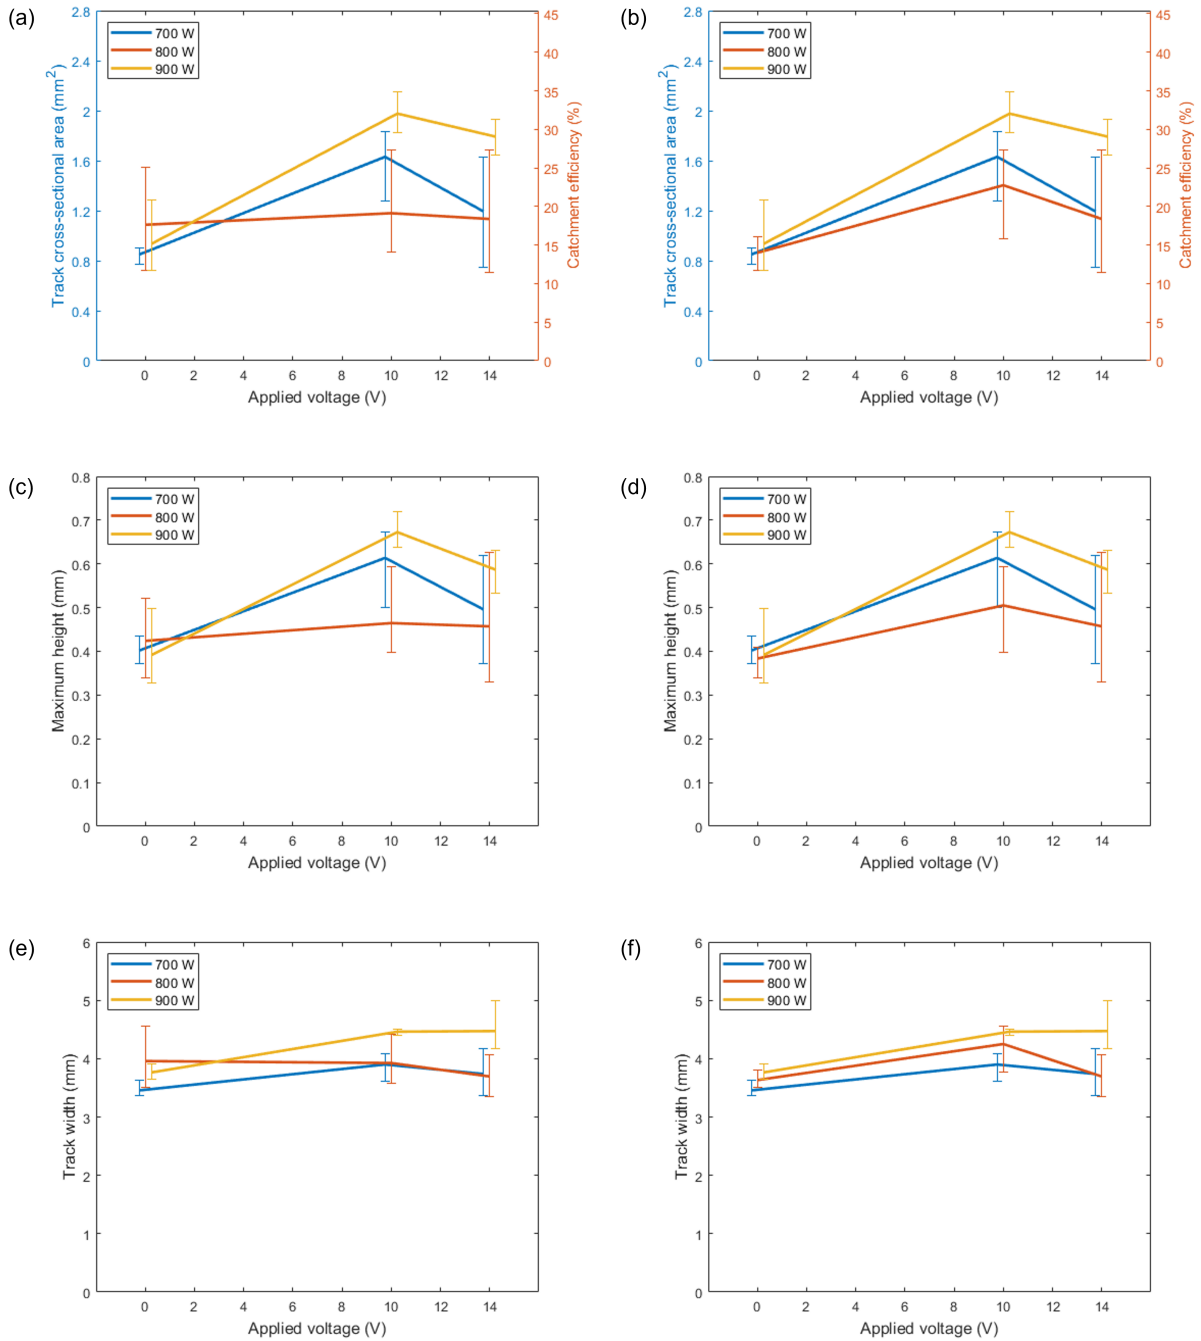 (a)
2.8
2.4
2
1.6
1.2
0.8
0.4
0
Track cross-sectional area (mm²)
700 W
800 W
900 W
45
40
35
30
25
20
15
10
5
0
Catchment efficiency (%)
0 2 4 6 8 10 12 14
Applied voltage (V)
(b)
2.8
2.4
2
1.6
1.2
0.8
0.4
0
Track cross-sectional area (mm²)
700 W
800 W
900 W
45
40
35
30
25
20
15
10
5
0
Catchment efficiency (%)
0 2 4 6 8 10 12 14
Applied voltage (V)
(c)
0.8
0.7
0.6
0.5
0.4
0.3
0.2
0.1
0
Maximum height (mm)
700 W
800 W
900 W
0 2 4 6 8 10 12 14
Applied voltage (V)
(d)
0.8
0.7
0.6
0.5
0.4
0.3
0.2
0.1
0
Maximum height (mm)
700 W
800 W
900 W
0 2 4 6 8 10 12 14
Applied voltage (V)
(e)
6
5
4
3
2
1
0
Track width (mm)
700 W
800 W
900 W
0 2 4 6 8 10 12 14
Applied voltage (V)
(f)
6
5
4
3
2
1
0
Track width (mm)
700 W
800 W
900 W
0 2 4 6 8 10 12 14
Applied voltage (V)